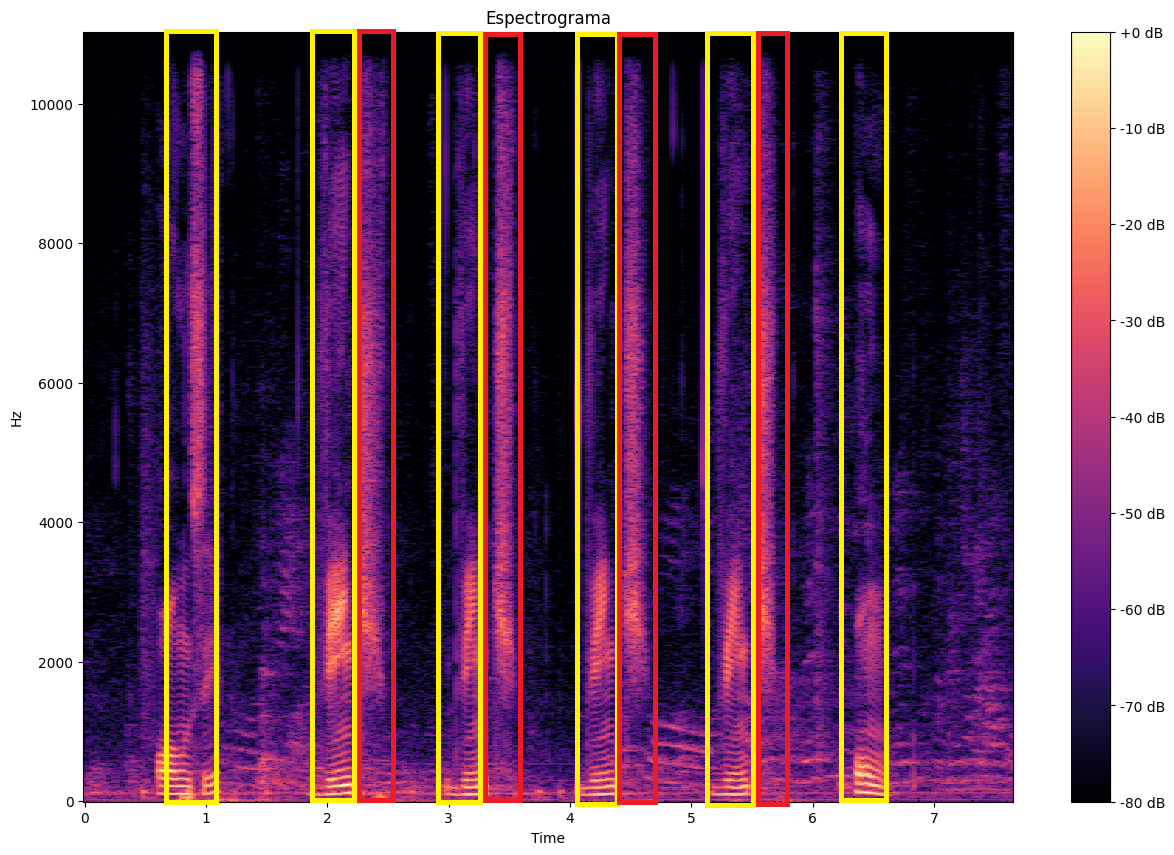 Espectrograma
Hz
10000
8000
6000
4000
2000
0
0 1 2 3 4 5 6 7
Time
+0 dB
-10 dB
-20 dB
-30 dB
-40 dB
-50 dB
-60 dB
-70 dB
-80 dB